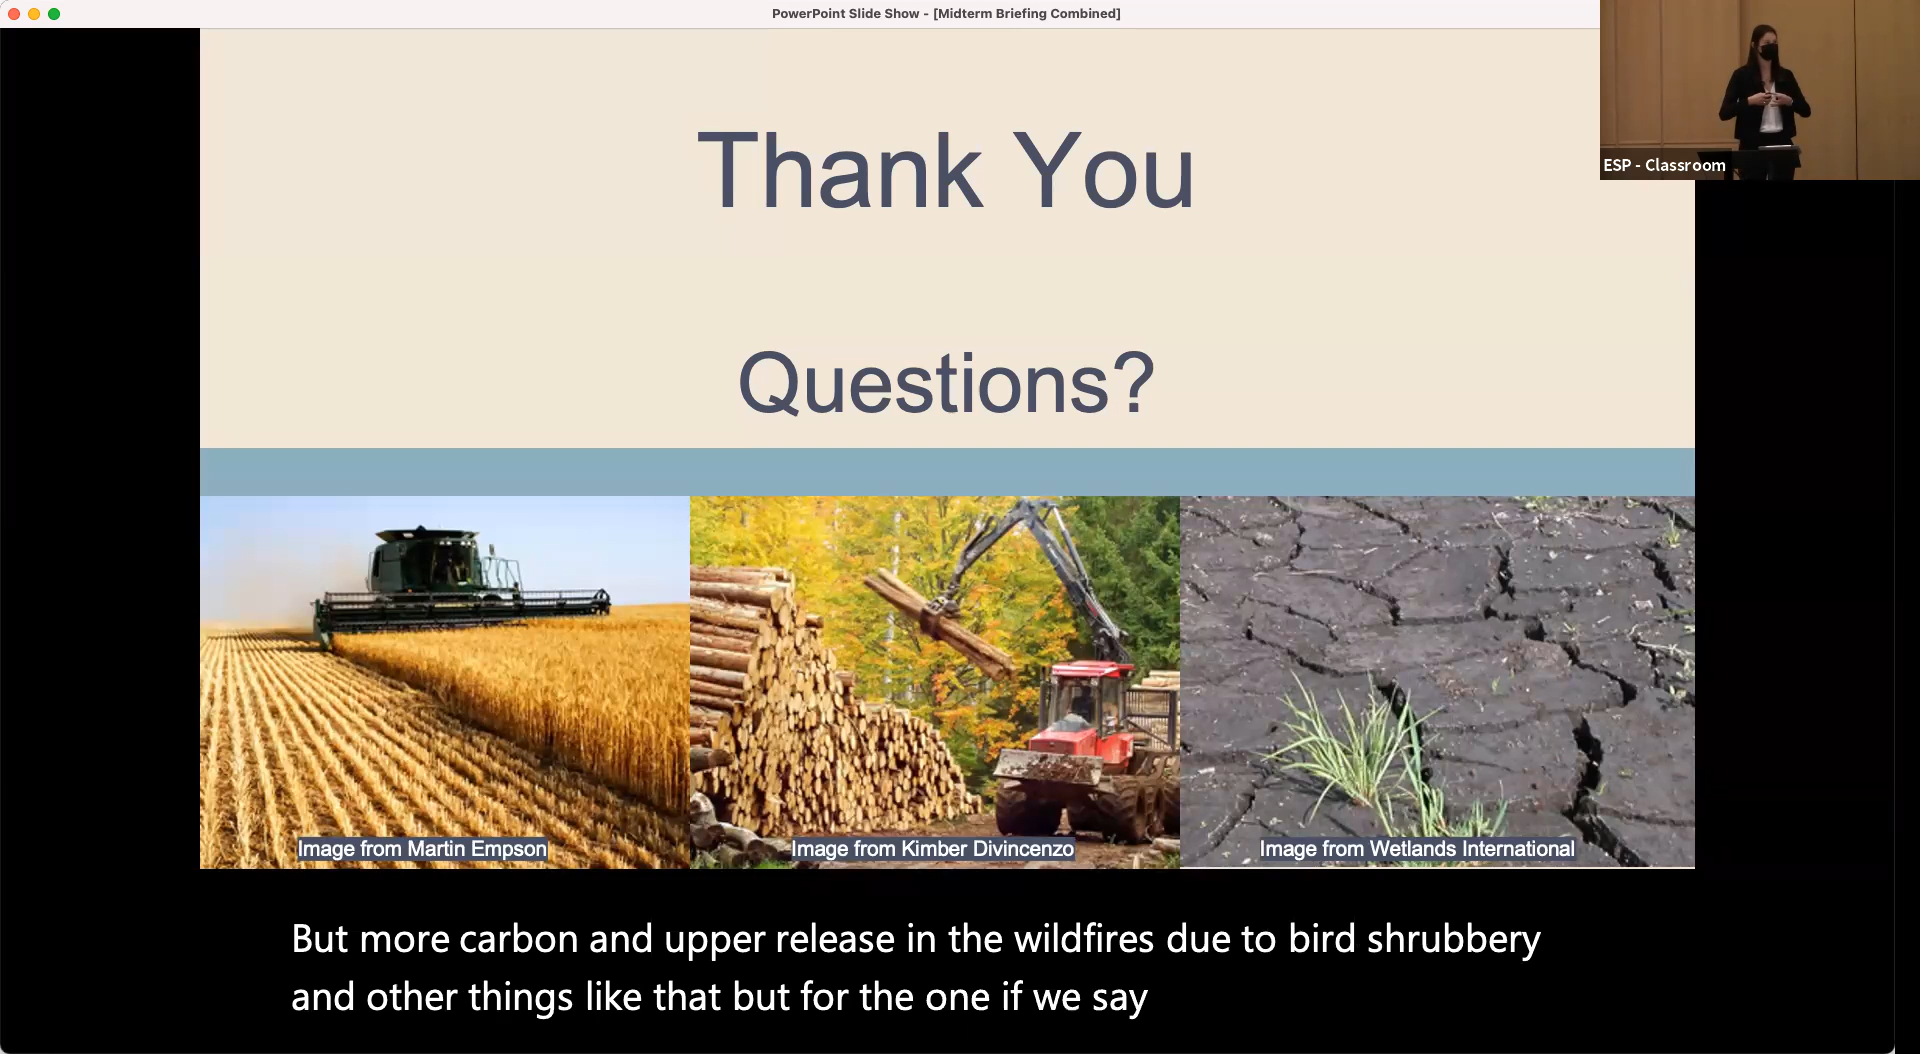 PowerPoint Slide Show - [Midterm Briefing Combined]
ESP - Classroom
Thank You
Questions?
Image from Martin Empson
Image from Kimber Divincenzo
Image from Wetlands International
But more carbon and upper release in the wildfires due to bird shrubbery
and other things like that but for the one if we say